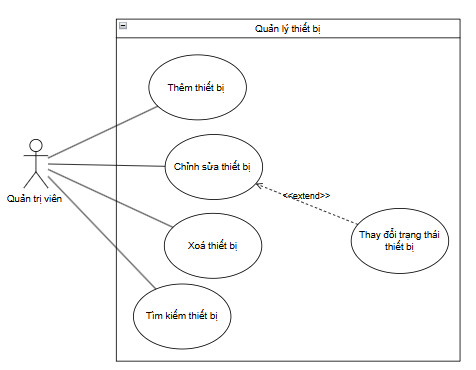 Quản lý thiết bị
Thêm thiết bị
Chỉnh sửa thiết bị
<<extend>>
Quản trị viên
Thay đổi trạng thái
thiết bị
Xoá thiết bị
Tìm kiếm thiết bị